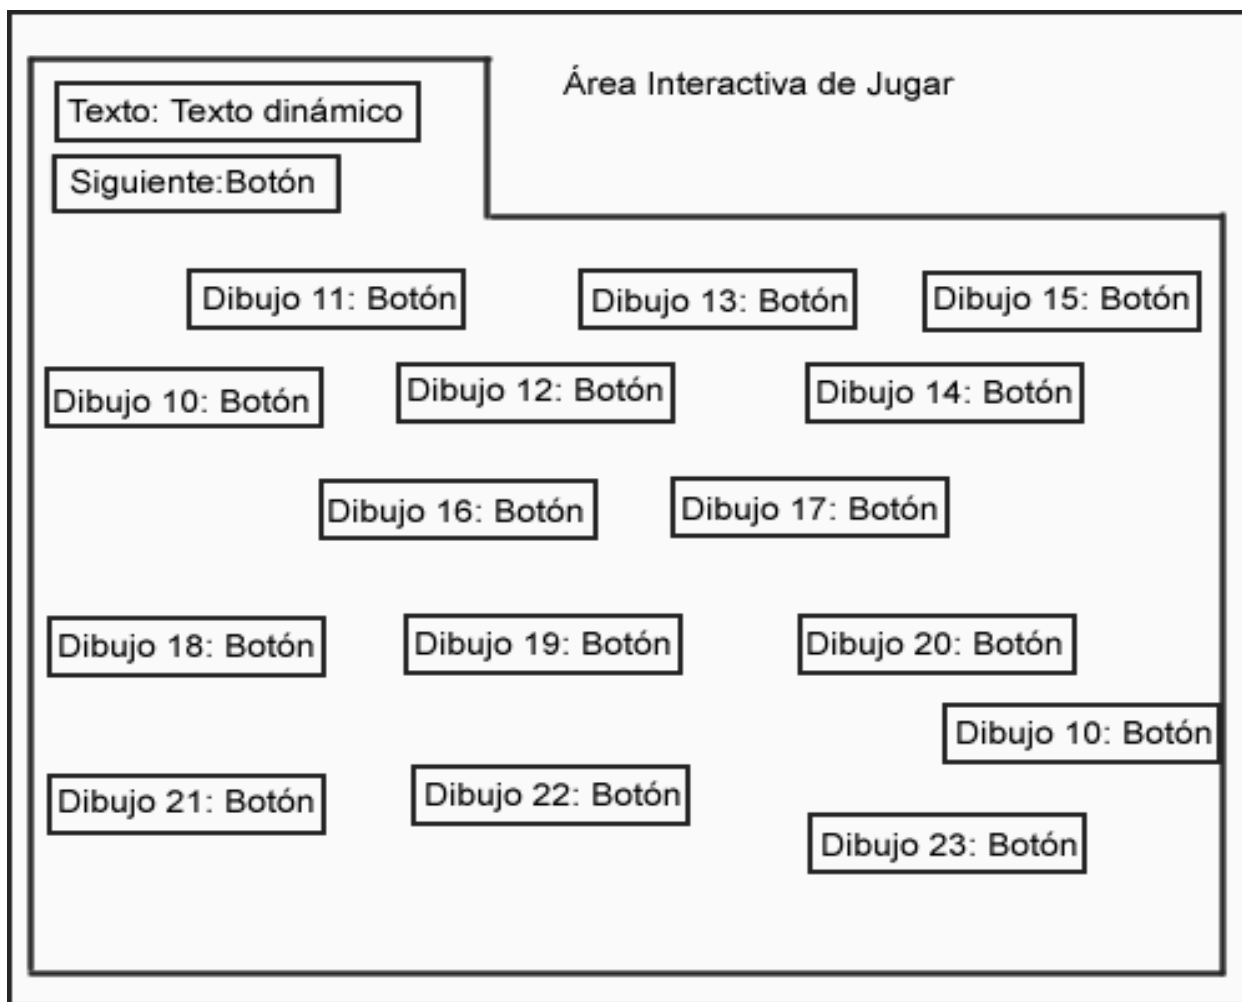 Área Interactiva de Jugar
Texto: Texto dinámico
Siguiente:Botón
Dibujo 11: Botón
Dibujo 13: Botón
Dibujo 15: Botón
Dibujo 10: Botón
Dibujo 12: Botón
Dibujo 14: Botón
Dibujo 16: Botón
Dibujo 17: Botón
Dibujo 18: Botón
Dibujo 19: Botón
Dibujo 20: Botón
Dibujo 10: Botón
Dibujo 21: Botón
Dibujo 22: Botón
Dibujo 23: Botón